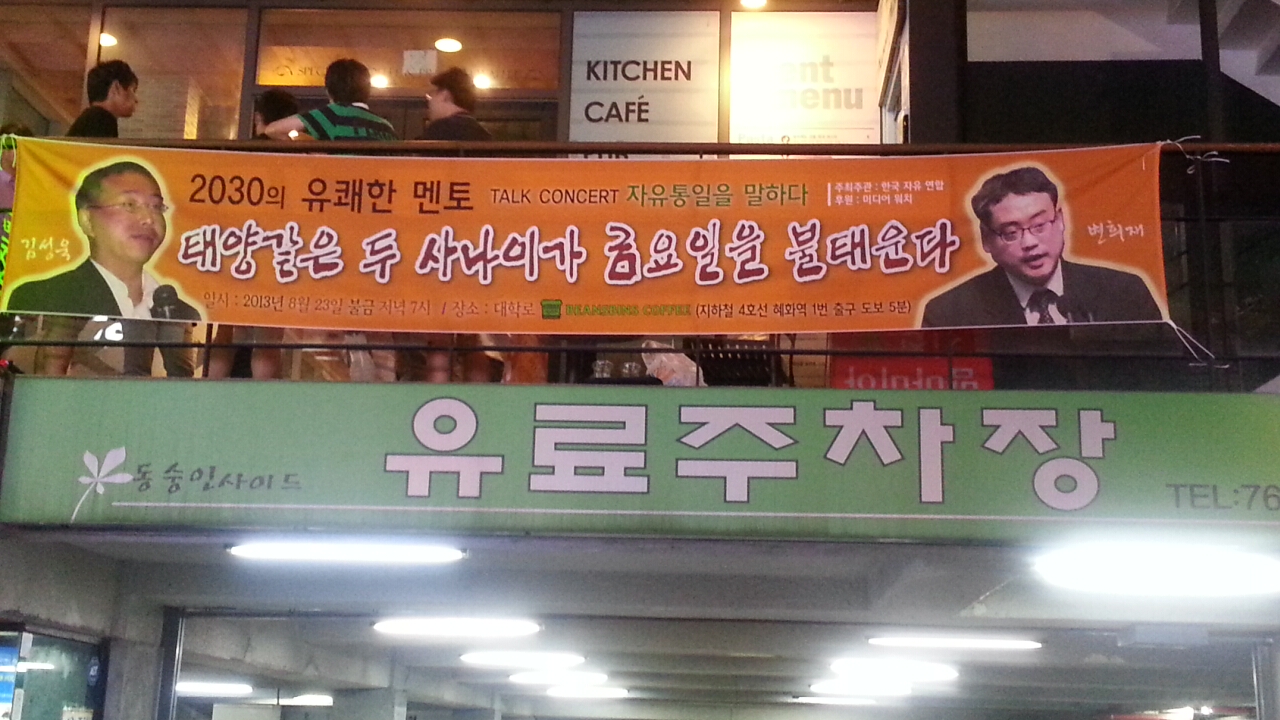 KITCHEN
CAFÉ
2030의 유쾌한 멘토 TALK CONCERT 자유통일을 말하다
주최주관 : 한국 자유 연합
후원 : 미디어 워치
김성욱
태양같은 두 사나이가 금요일을 불태운다
변희재
일시 : 2013년 8월 23일 불금 저녁 7시 / 장소 : 대학로 BEANSBINS COFFEE (지하철 4호선 혜화역 1번 출구 도보 5분)
유료주차장
동숭인사이드
TEL:76